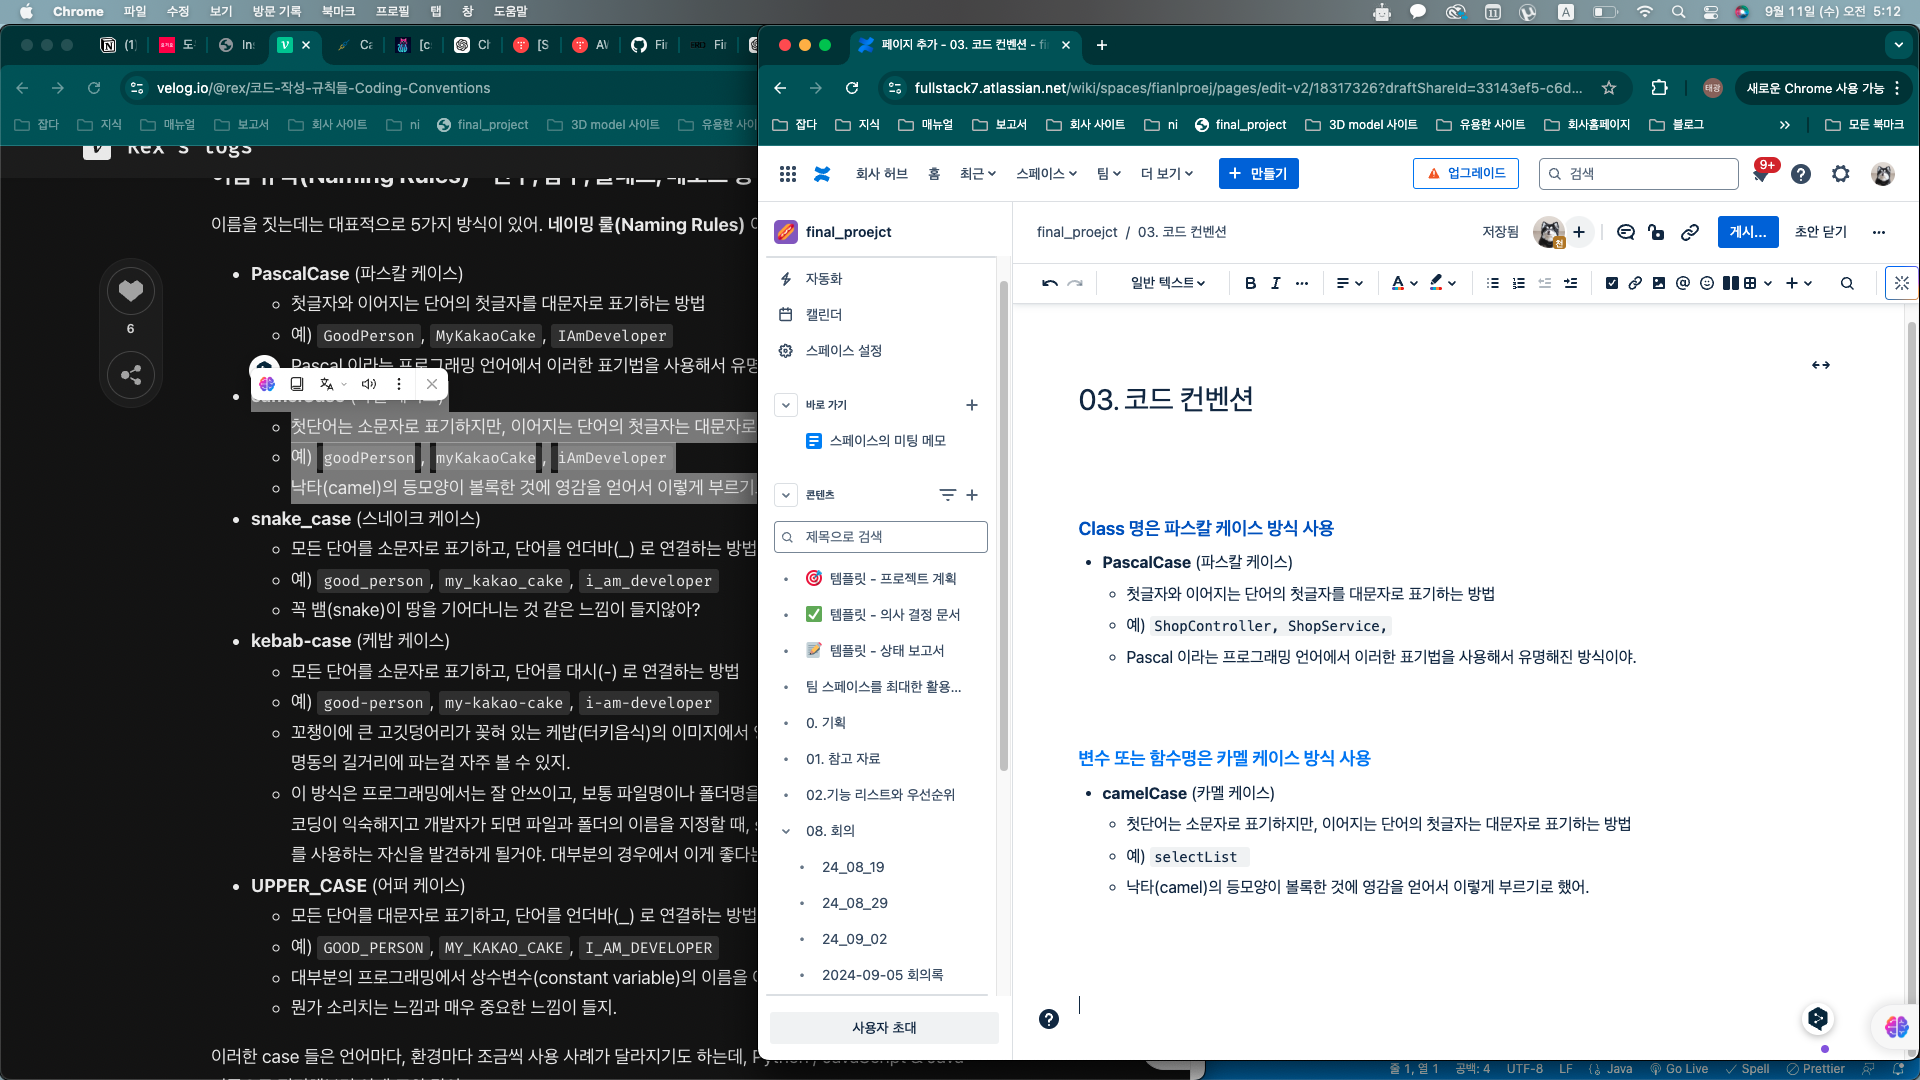 Chrome 파일 수정 보기 방문 기록 북마크 프로필 탭 창 도움말
9월 11일 (수) 오전 5:12
velog.io/@rex/코드-작성-규칙들-Coding-Conventions
잡다 지식 매뉴얼 보고서 회사 사이트 ni final_project 3D model 사이트 유용한 사이
이름을 짓는데는 대표적으로 5가지 방식이 있어. 네이밍 룰(Naming Rules)
6
PascalCase (파스칼 케이스)
첫글자와 이어지는 단어의 첫글자를 대문자로 표기하는 방법
예) GoodPerson, MyKakaoCake, IAmDeveloper
Pascal 이라는 프로그래밍 언어에서 이러한 표기법을 사용해서 유명
첫단어는 소문자로 표기하지만, 이어지는 단어의 첫글자는 대문자로
예) goodPerson, myKakaoCake, iAmDeveloper
낙타(camel)의 등모양이 볼록한 것에 영감을 얻어서 이렇게 부르기
snake_case (스네이크 케이스)
모든 단어를 소문자로 표기하고, 단어를 언더바(_) 로 연결하는 방법
예) good_person, my_kakao_cake, i_am_developer
꼭 뱀(snake)이 땅을 기어다니는 것 같은 느낌이 들지않아?
kebab-case (케밥 케이스)
모든 단어를 소문자로 표기하고, 단어를 대시(-) 로 연결하는 방법
예) good-person, my-kakao-cake, i-am-developer
꼬챙이에 큰 고깃덩어리가 꽂혀 있는 케밥(터키음식)의 이미지에서
명동의 길거리에 파는걸 자주 볼 수 있지.
이 방식은 프로그래밍에서는 잘 안쓰이고, 보통 파일명이나 폴더명을
코딩이 익숙해지고 개발자가 되면 파일과 폴더의 이름을 지정할 때,
를 사용하는 자신을 발견하게 될거야. 대부분의 경우에서 이게 좋다는
UPPER_CASE (어퍼 케이스)
모든 단어를 대문자로 표기하고, 단어를 언더바(_) 로 연결하는 방법
예) GOOD_PERSON, MY_KAKAO_CAKE, I_AM_DEVELOPER
대부분의 프로그래밍에서 상수변수(constant variable)의 이름을
뭔가 소리치는 느낌과 매우 중요한 느낌이 들지.
이러한 case 들은 언어마다, 환경마다 조금씩 사용 사례가 달라지기도 하는데,
페이지 추가 - 03. 코드 컨벤션 - fi
fullstack7.atlassian.net/wiki/spaces/fianlproej/pages/edit-v2/18317326?draftShareId=33143ef5-c6d...
태광
새로운 Chrome 사용 가능
잡다 지식 매뉴얼 보고서 회사 사이트 ni final_project 3D model 사이트 유용한 사이트 회사홈페이지 블로그 » 모든 북마크
회사 허브 홈 최근 스페이스 팀 더 보기 + 만들기 업그레이드 검색 9+
final_proejct
자동화
캘린더
스페이스 설정
바로 가기
스페이스의 미팅 메모
콘텐츠
제목으로 검색
템플릿 - 프로젝트 계획
템플릿 - 의사 결정 문서
템플릿 - 상태 보고서
팀 스페이스를 최대한 활용...
0. 기획
01. 참고 자료
02.기능 리스트와 우선순위
08. 회의
24_08_19
24_08_29
24_09_02
2024-09-05 회의록
사용자 초대
final_proejct / 03. 코드 컨벤션
저장됨 천 게시... 초안 닫기
일반 텍스트 B I A
03. 코드 컨벤션
Class 명은 파스칼 케이스 방식 사용
PascalCase (파스칼 케이스)
첫글자와 이어지는 단어의 첫글자를 대문자로 표기하는 방법
예) ShopController, ShopService,
Pascal 이라는 프로그래밍 언어에서 이러한 표기법을 사용해서 유명해진 방식이야.
변수 또는 함수명은 카멜 케이스 방식 사용
camelCase (카멜 케이스)
첫단어는 소문자로 표기하지만, 이어지는 단어의 첫글자는 대문자로 표기하는 방법
예) selectList
낙타(camel)의 등모양이 볼록한 것에 영감을 얻어서 이렇게 부르기로 했어.
줄 1, 열 1 공백: 4 UTF-8 LF Java Go Live Spell Prettier